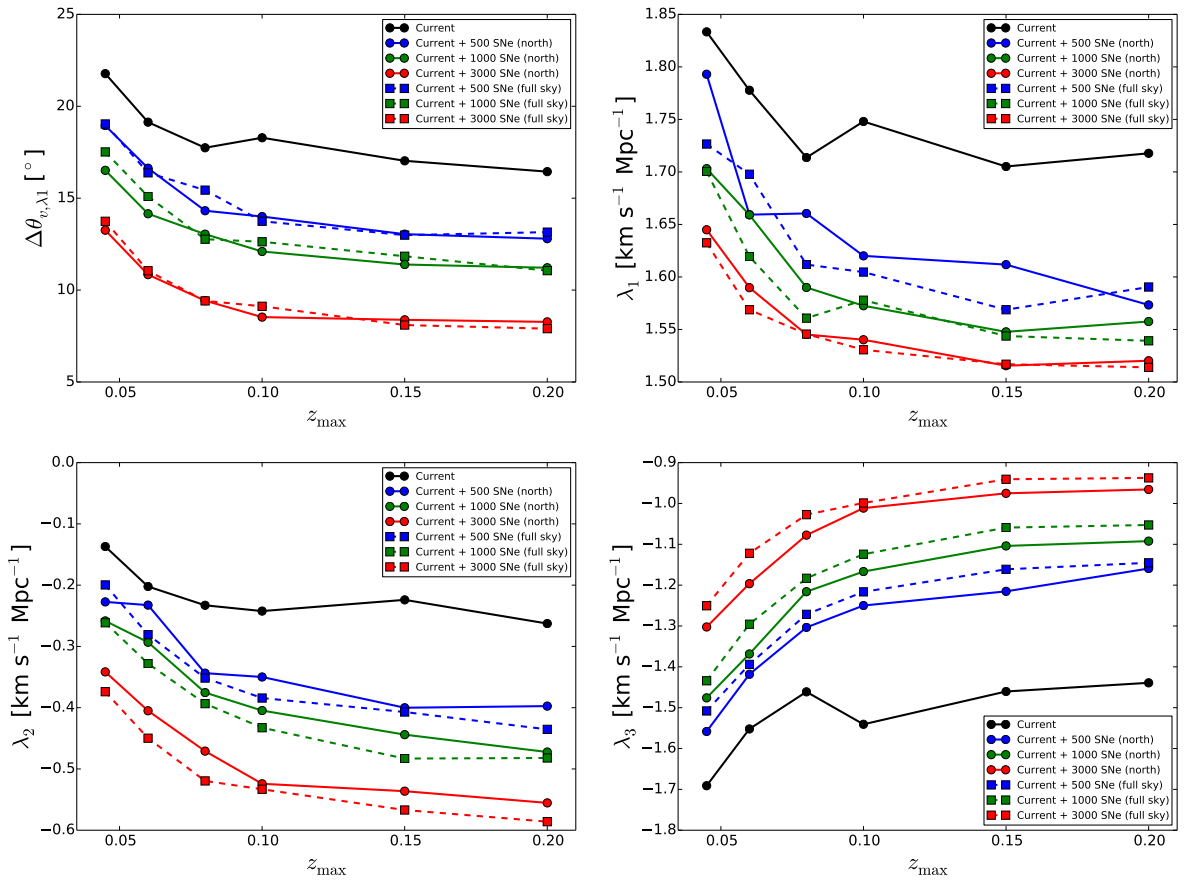 25
20
15
10
5
0.05 0.10 0.15 0.20
z_max
Δθ_{v,λ1} [°]
Current
Current + 500 SNe (north)
Current + 1000 SNe (north)
Current + 3000 SNe (north)
Current + 500 SNe (full sky)
Current + 1000 SNe (full sky)
Current + 3000 SNe (full sky)
1.85
1.80
1.75
1.70
1.65
1.60
1.55
1.50
0.05 0.10 0.15 0.20
z_max
λ₁ [km s⁻¹ Mpc⁻¹]
Current
Current + 500 SNe (north)
Current + 1000 SNe (north)
Current + 3000 SNe (north)
Current + 500 SNe (full sky)
Current + 1000 SNe (full sky)
Current + 3000 SNe (full sky)
0.0
−0.1
−0.2
−0.3
−0.4
−0.5
−0.6
0.05 0.10 0.15 0.20
z_max
λ₂ [km s⁻¹ Mpc⁻¹]
Current
Current + 500 SNe (north)
Current + 1000 SNe (north)
Current + 3000 SNe (north)
Current + 500 SNe (full sky)
Current + 1000 SNe (full sky)
Current + 3000 SNe (full sky)
−0.9
−1.0
−1.1
−1.2
−1.3
−1.4
−1.5
−1.6
−1.7
−1.8
0.05 0.10 0.15 0.20
z_max
λ₃ [km s⁻¹ Mpc⁻¹]
Current
Current + 500 SNe (north)
Current + 1000 SNe (north)
Current + 3000 SNe (north)
Current + 500 SNe (full sky)
Current + 1000 SNe (full sky)
Current + 3000 SNe (full sky)